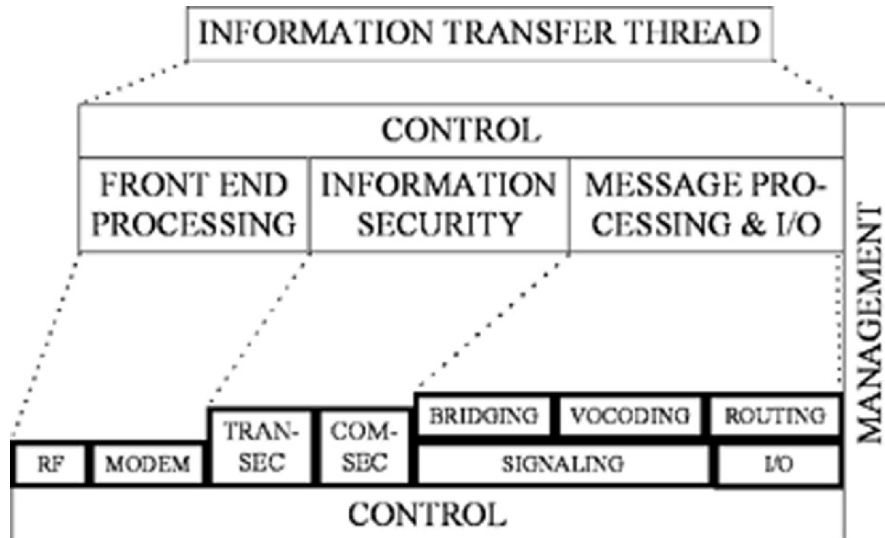 INFORMATION TRANSFER THREAD
CONTROL
FRONT END
PROCESSING
INFORMATION
SECURITY
MESSAGE PRO-
CESSING & I/O
MANAGEMENT
BRIDGING
VOCODING
ROUTING
RF
MODEM
TRAN-
SEC
COM-
SEC
SIGNALING
I/O
CONTROL